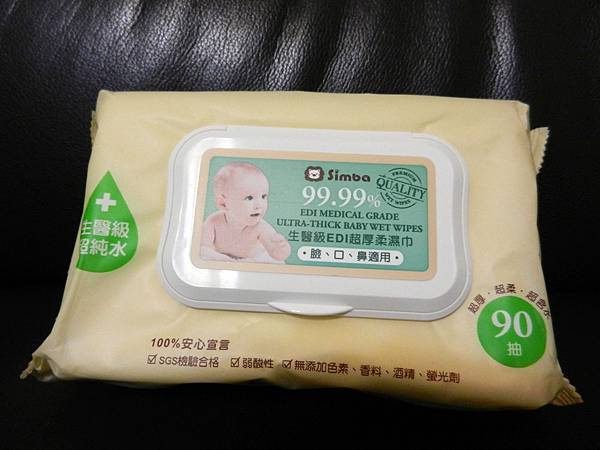 Simba
PREMIUM
QUALITY
WET WIPES
99.99%
EDI MEDICAL GRADE
ULTRA-THICK BABY WET WIPES
生醫級EDI超厚柔濕巾
臉、口、鼻適用
生醫級
超純水
超厚．超柔．超含水
90
抽
100%安心宣言
☑ SGS檢驗合格 ☑ 弱酸性 ☑ 無添加色素、香料、酒精、螢光劑